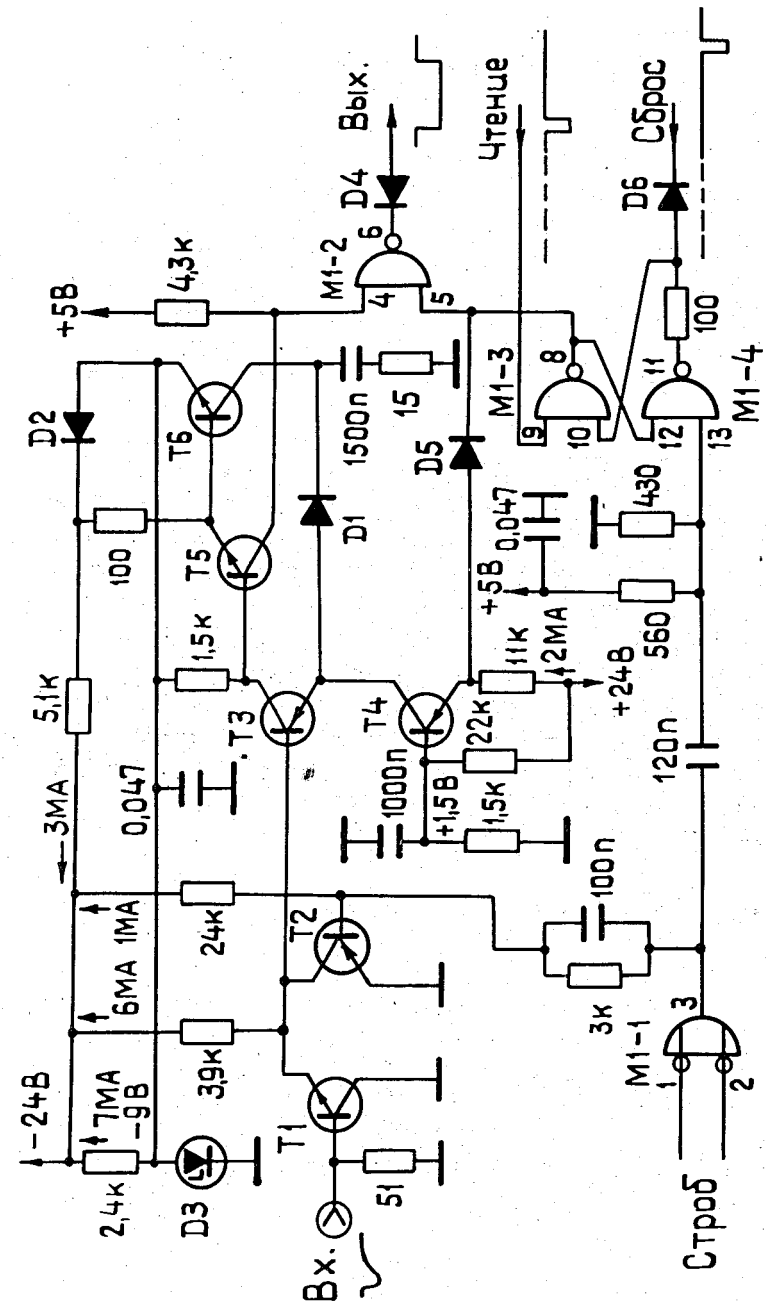 -24В
+5В
Вых.
2,4к
7МА
-9В
6МА
1МА
3МА
5,1к
D2
4,3к
D3
3,9к
24к
0,047
1,5к
100
T5
T6
M1-2
D4
4
5
6
Вх.
T1
T2
T3
D1
1500п
15
51
1000п
+1,5В
T4
D5
Чтение
1,5к
22к
11к
2МА
+24В
+5В
0,047
M1-3
9
10
8
3к
100п
120п
560
430
12
13
11
100
D6
Сброс
Строб
M1-1
1
2
3
M1-4